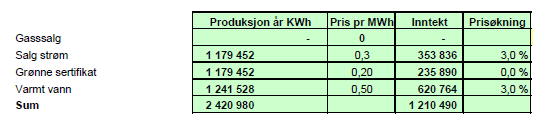 Produksjon år KWh Pris pr MWh Inntekt Prisøkning
Gasssalg - 0 -
Salg strøm 1 179 452 0,3 353 836 3,0 %
Grønne sertifikat 1 179 452 0,20 235 890 0,0 %
Varmt vann 1 241 528 0,50 620 764 3,0 %
Sum 2 420 980 1 210 490